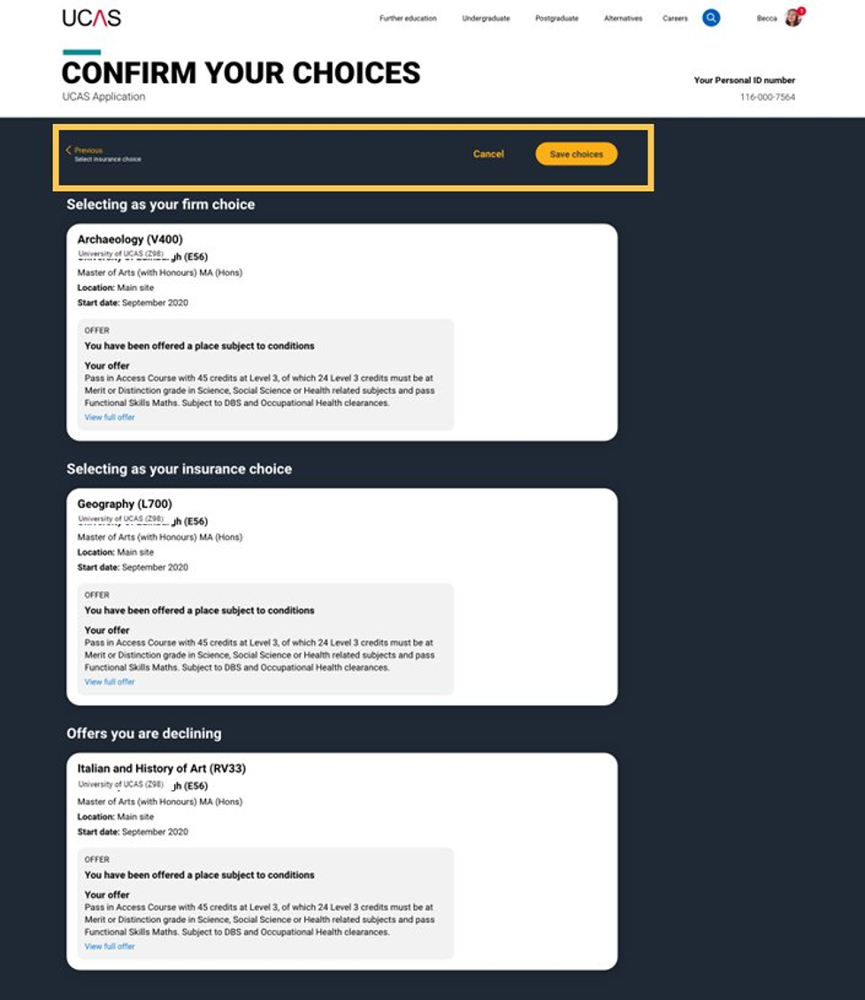 UCAS
Further education Undergraduate Postgraduate Alternatives Careers Becca 3
CONFIRM YOUR CHOICES
UCAS Application
Your Personal ID number
116-000-7564
Previous
Select insurance choice
Cancel Save choices
Selecting as your firm choice
Archaeology (V400)
University of UCAS (Z98) gh (E56)
Master of Arts (with Honours) MA (Hons)
Location: Main site
Start date: September 2020
OFFER
You have been offered a place subject to conditions
Your offer
Pass in Access Course with 45 credits at Level 3, of which 24 Level 3 credits must be at
Merit or Distinction grade in Science, Social Science or Health related subjects and pass
Functional Skills Maths. Subject to DBS and Occupational Health clearances.
View full offer
Selecting as your insurance choice
Geography (L700)
University of UCAS (Z98) gh (E56)
Master of Arts (with Honours) MA (Hons)
Location: Main site
Start date: September 2020
OFFER
You have been offered a place subject to conditions
Your offer
Pass in Access Course with 45 credits at Level 3, of which 24 Level 3 credits must be at
Merit or Distinction grade in Science, Social Science or Health related subjects and pass
Functional Skills Maths. Subject to DBS and Occupational Health clearances.
View full offer
Offers you are declining
Italian and History of Art (RV33)
University of UCAS (Z98) gh (E56)
Master of Arts (with Honours) MA (Hons)
Location: Main site
Start date: September 2020
OFFER
You have been offered a place subject to conditions
Your offer
Pass in Access Course with 45 credits at Level 3, of which 24 Level 3 credits must be at
Merit or Distinction grade in Science, Social Science or Health related subjects and pass
Functional Skills Maths. Subject to DBS and Occupational Health clearances.
View full offer